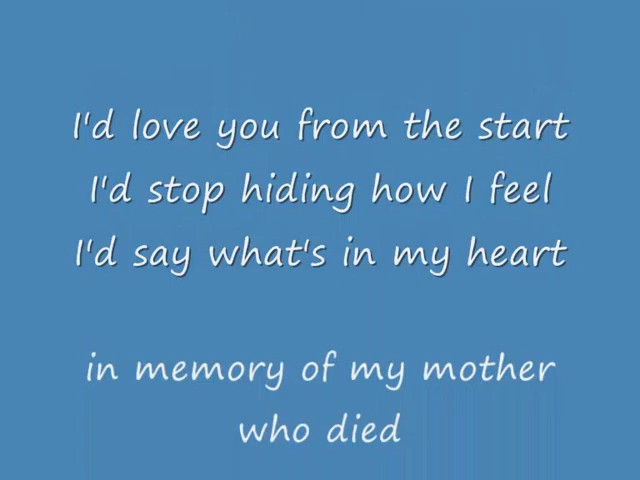 I'd love you from the start
I'd stop hiding how I feel
I'd say what's in my heart
in memory of my mother
who died